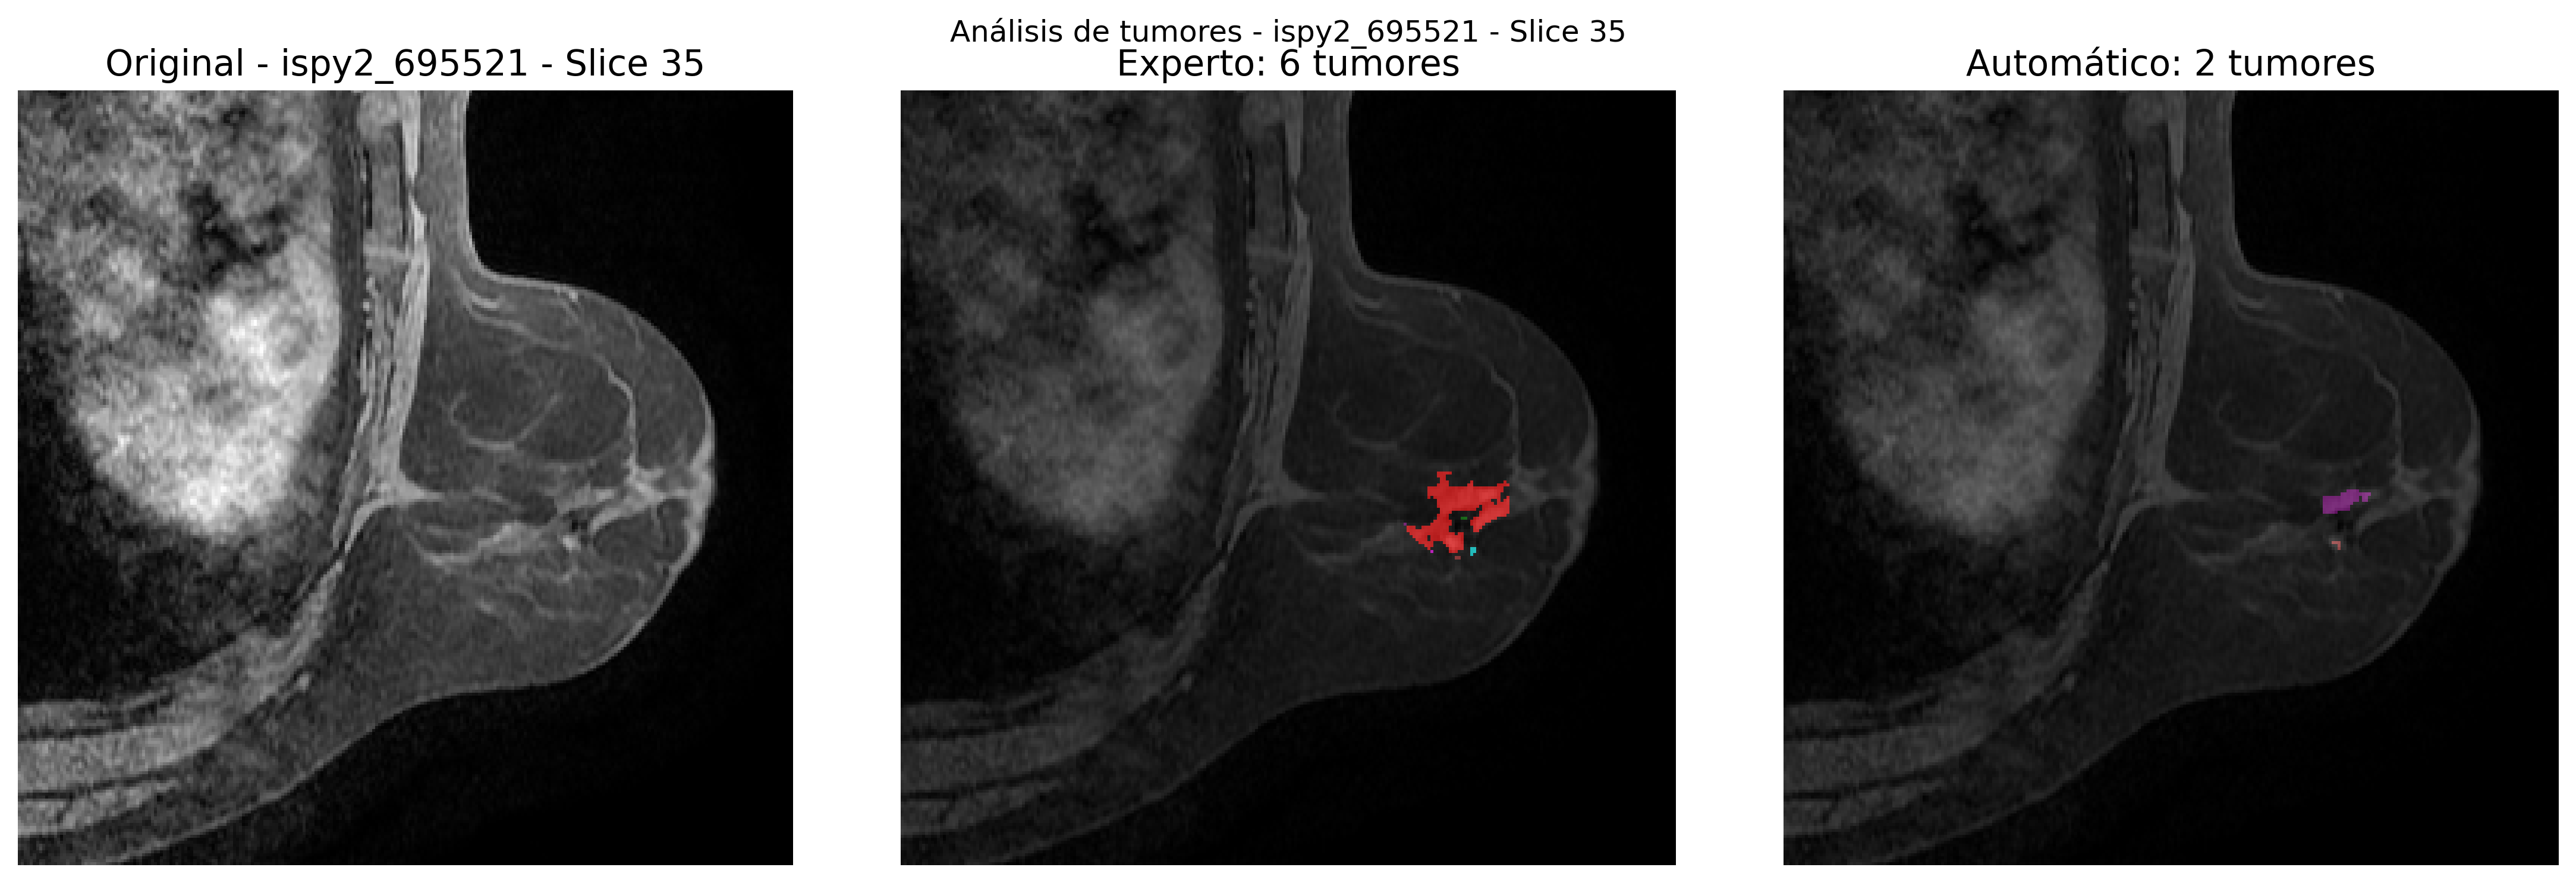 Análisis de tumores - ispy2_695521 - Slice 35
Original - ispy2_695521 - Slice 35
Experto: 6 tumores
Automático: 2 tumores